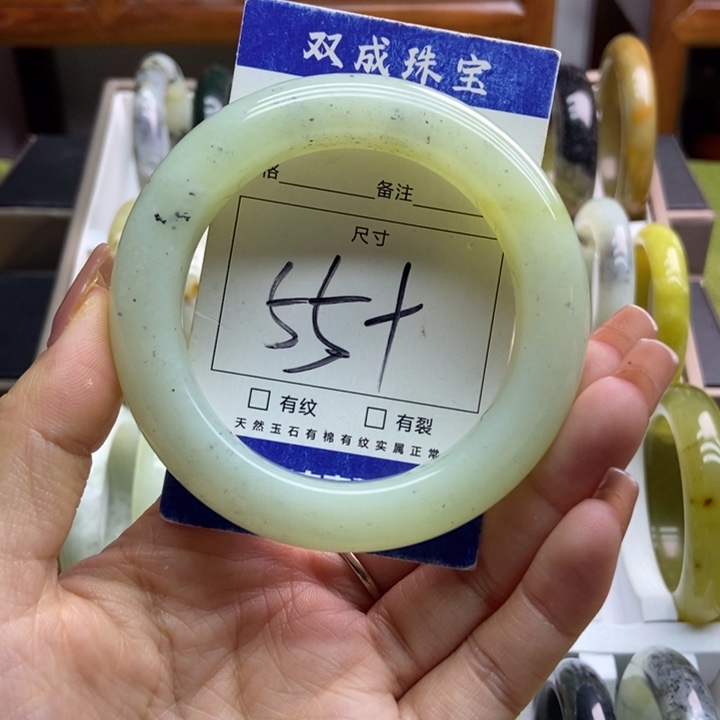 双成珠宝
格 备注
尺寸
55+
□ 有纹 □ 有裂
天然玉石有棉有纹实属正常